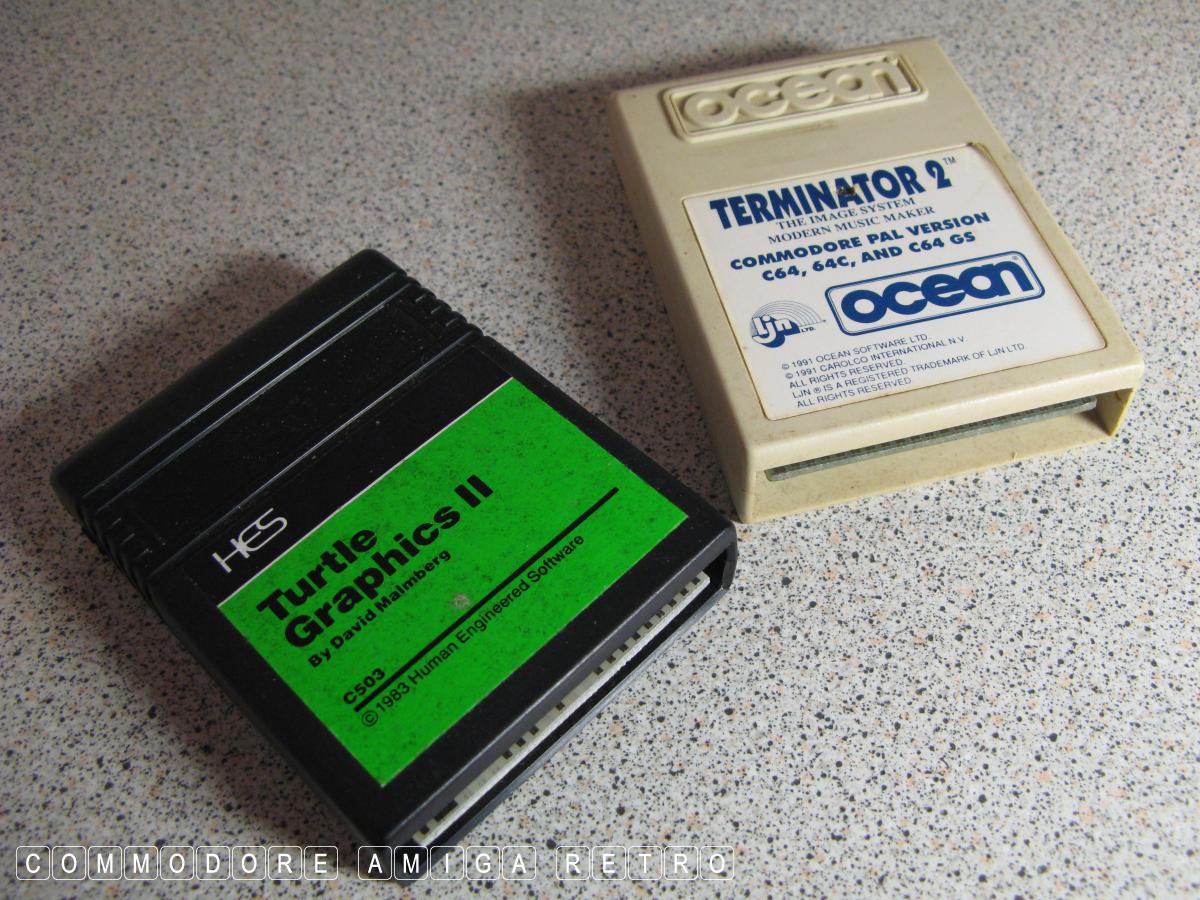 ocean
TERMINATOR 2™
THE IMAGE SYSTEM
MODERN MUSIC MAKER
COMMODORE PAL VERSION
C64, 64C, AND C64 GS
ljn LTD.
ocean®
© 1991 OCEAN SOFTWARE LTD.
© 1991 CAROLCO INTERNATIONAL N.V.
ALL RIGHTS RESERVED.
LJN ® IS A REGISTERED TRADEMARK OF LJN LTD.
ALL RIGHTS RESERVED
HES
Turtle
Graphics II
By David Malmberg
C503
© 1983 Human Engineered Software
COMMODORE AMIGA RETRO